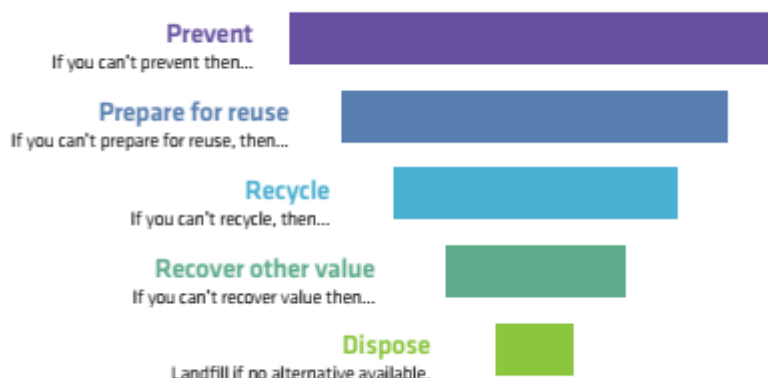 Prevent
If you can't prevent then...
Prepare for reuse
If you can't prepare for reuse, then...
Recycle
If you can't recycle, then...
Recover other value
If you can't recover value then...
Dispose
Landfill if no alternative available.